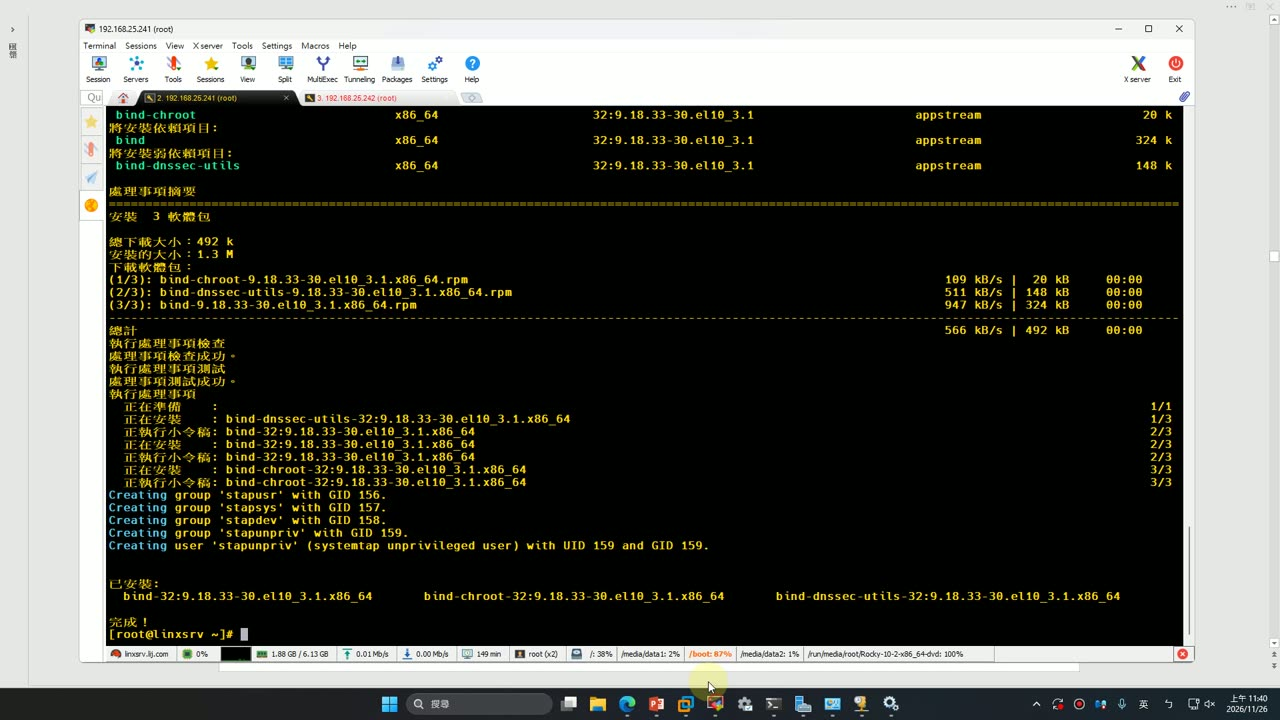 192.168.25.241 (root)
Terminal Sessions View X server Tools Settings Macros Help
Session Servers Tools Sessions View Split MultiExec Tunneling Packages Settings Help X server Exit
Qu 2. 192.168.25.241 (root) 3. 192.168.25.242 (root)
bind-chroot x86_64 32:9.18.33-30.el10_3.1 appstream 20 k
將安裝依賴項目:
bind x86_64 32:9.18.33-30.el10_3.1 appstream 324 k
將安裝弱依賴項目:
bind-dnssec-utils x86_64 32:9.18.33-30.el10_3.1 appstream 148 k
處理事項摘要
安裝 3 軟體包
總下載大小：492 k
安裝的大小：1.3 M
下載軟體包：
(1/3): bind-chroot-9.18.33-30.el10_3.1.x86_64.rpm 109 kB/s | 20 kB 00:00
(2/3): bind-dnssec-utils-9.18.33-30.el10_3.1.x86_64.rpm 511 kB/s | 148 kB 00:00
(3/3): bind-9.18.33-30.el10_3.1.x86_64.rpm 947 kB/s | 324 kB 00:00
總計 566 kB/s | 492 kB 00:00
執行處理事項檢查
處理事項檢查成功。
執行處理事項測試
處理事項測試成功。
執行處理事項
正在準備 : 1/1
正在安裝 : bind-dnssec-utils-32:9.18.33-30.el10_3.1.x86_64 1/3
正執行小令稿: bind-32:9.18.33-30.el10_3.1.x86_64 2/3
正在安裝 : bind-32:9.18.33-30.el10_3.1.x86_64 2/3
正執行小令稿: bind-32:9.18.33-30.el10_3.1.x86_64 2/3
正在安裝 : bind-chroot-32:9.18.33-30.el10_3.1.x86_64 3/3
正執行小令稿: bind-chroot-32:9.18.33-30.el10_3.1.x86_64 3/3
Creating group 'stapusr' with GID 156.
Creating group 'stapsys' with GID 157.
Creating group 'stapdev' with GID 158.
Creating group 'stapunpriv' with GID 159.
Creating user 'stapunpriv' (systemtap unprivileged user) with UID 159 and GID 159.
已安裝:
bind-32:9.18.33-30.el10_3.1.x86_64 bind-chroot-32:9.18.33-30.el10_3.1.x86_64 bind-dnssec-utils-32:9.18.33-30.el10_3.1.x86_64
完成！
[root@linxsrv ~]#
linxsrv.lij.com 0% 1.88 GB / 6.13 GB 0.01 Mb/s 0.00 Mb/s 149 min root (x2) /: 38% /media/data1: 2% /boot: 87% /media/data2: 1% /run/media/root/Rocky-10-2-x86_64-dvd: 100%
搜尋 英 ㄅ 上午 11:40
2026/11/26